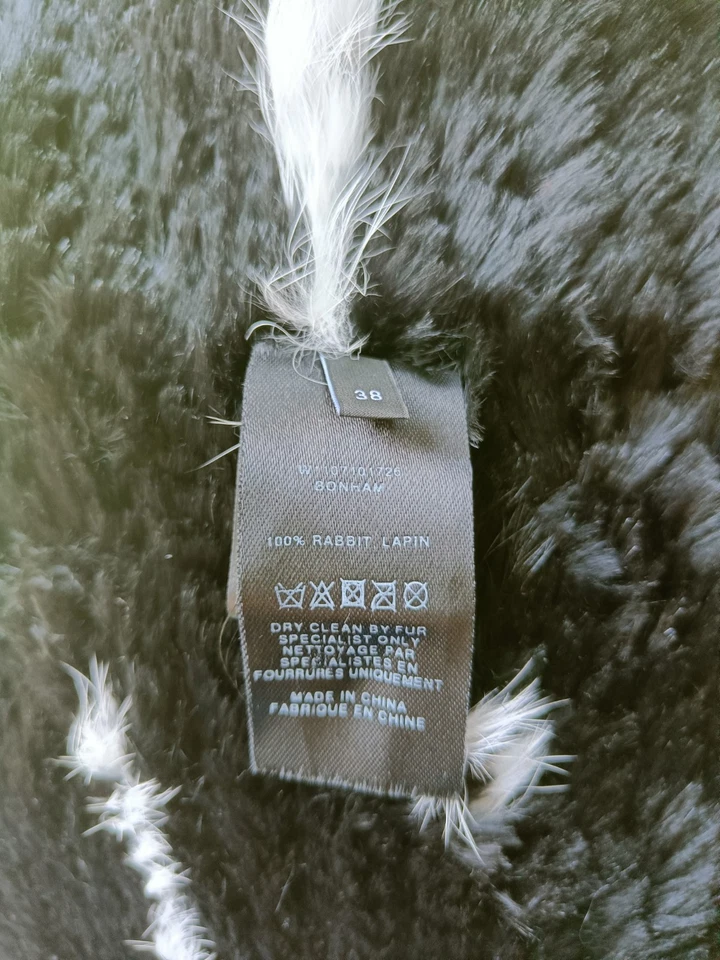 38
W1107101726
BONHAM
100% RABBIT. LAPIN
DRY CLEAN BY FUR
SPECIALIST ONLY
NETTOYAGE PAR
SPECIALISTES EN
FOURRURES UNIQUEMENT
MADE IN CHINA
FABRIQUE EN CHINE